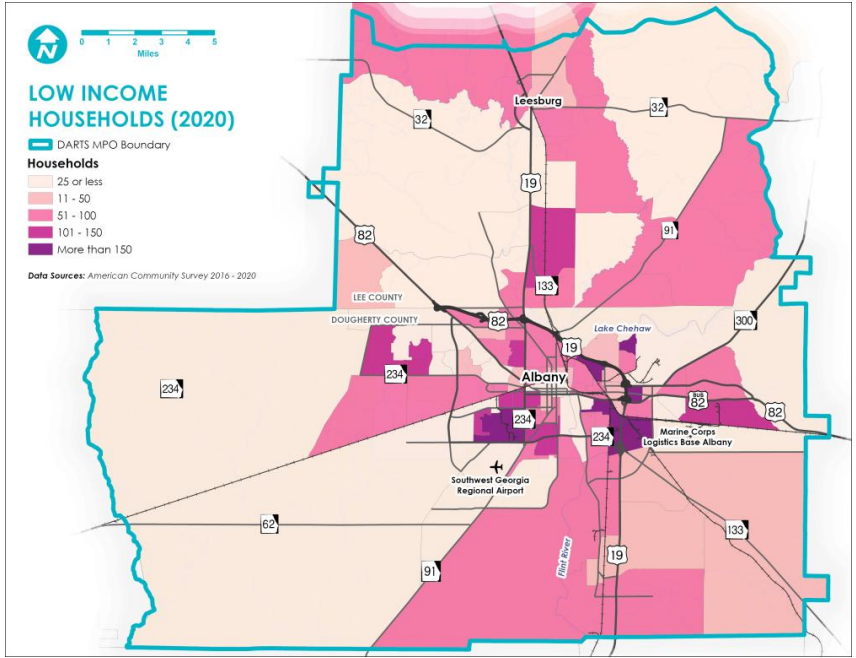 N
0 1 2 3 4 5
Miles
LOW INCOME
HOUSEHOLDS (2020)
DARTS MPO Boundary
Households
25 or less
11 - 50
51 - 100
101 - 150
More than 150
Data Sources: American Community Survey 2016 - 2020
Leesburg
32
32
19
82
91
133
LEE COUNTY
DOUGHERTY COUNTY
82
Lake Chehaw
300
19
234
234
Albany
BUS
82
82
234
234
Marine Corps
Logistics Base Albany
Southwest Georgia
Regional Airport
62
133
91
Flint River
19